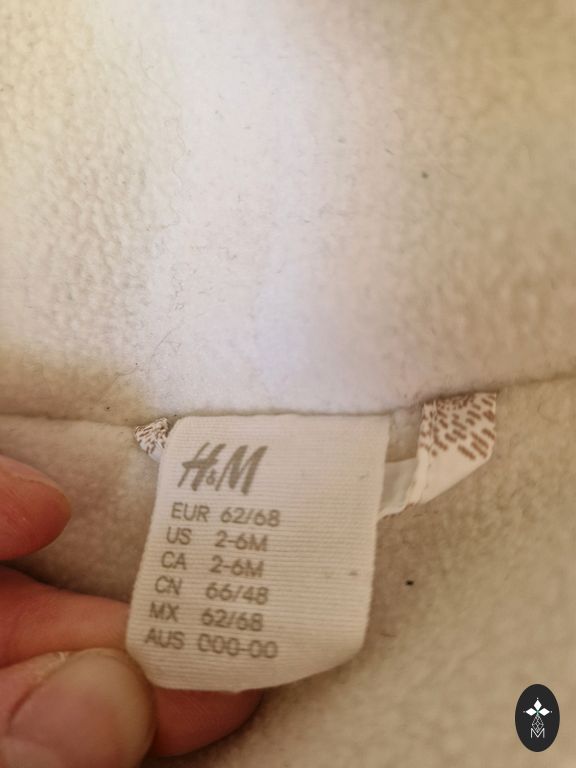 H&M
EUR 62/68
US 2-6M
CA 2-6M
CN 66/48
MX 62/68
AUS 000-00
M